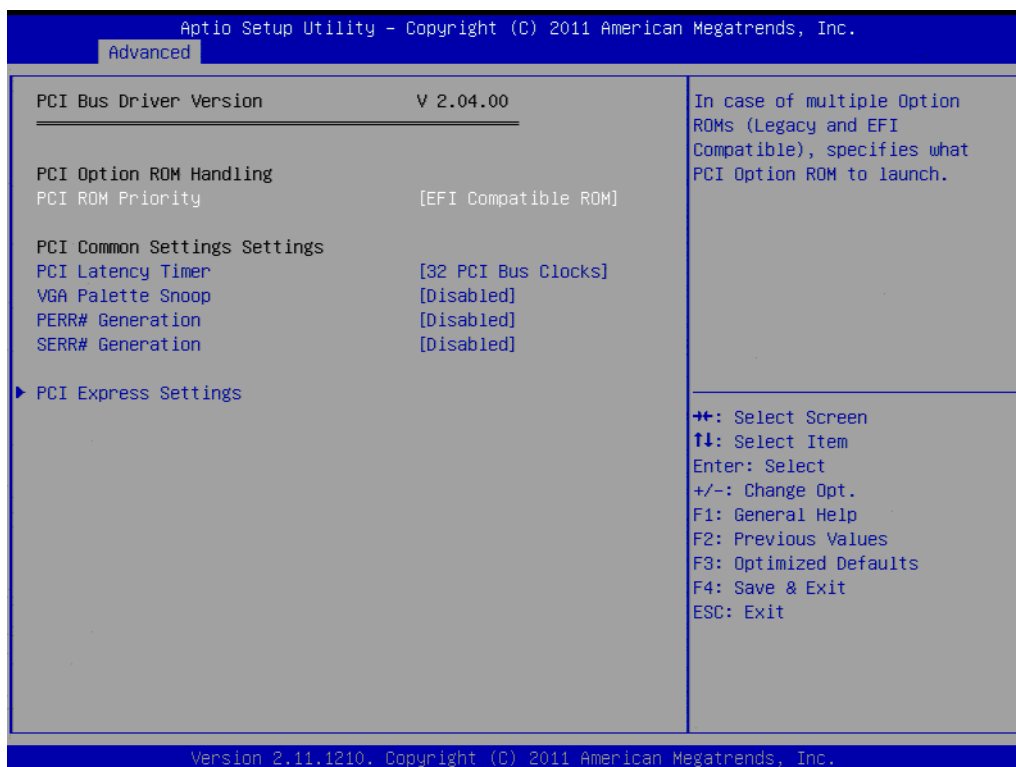 Aptio Setup Utility – Copyright (C) 2011 American Megatrends, Inc.
Advanced
PCI Bus Driver Version V 2.04.00
PCI Option ROM Handling
PCI ROM Priority [EFI Compatible ROM]
PCI Common Settings Settings
PCI Latency Timer [32 PCI Bus Clocks]
VGA Palette Snoop [Disabled]
PERR# Generation [Disabled]
SERR# Generation [Disabled]
▶ PCI Express Settings
In case of multiple Option
ROMs (Legacy and EFI
Compatible), specifies what
PCI Option ROM to launch.
→←: Select Screen
↑↓: Select Item
Enter: Select
+/-: Change Opt.
F1: General Help
F2: Previous Values
F3: Optimized Defaults
F4: Save & Exit
ESC: Exit
Version 2.11.1210. Copyright (C) 2011 American Megatrends, Inc.